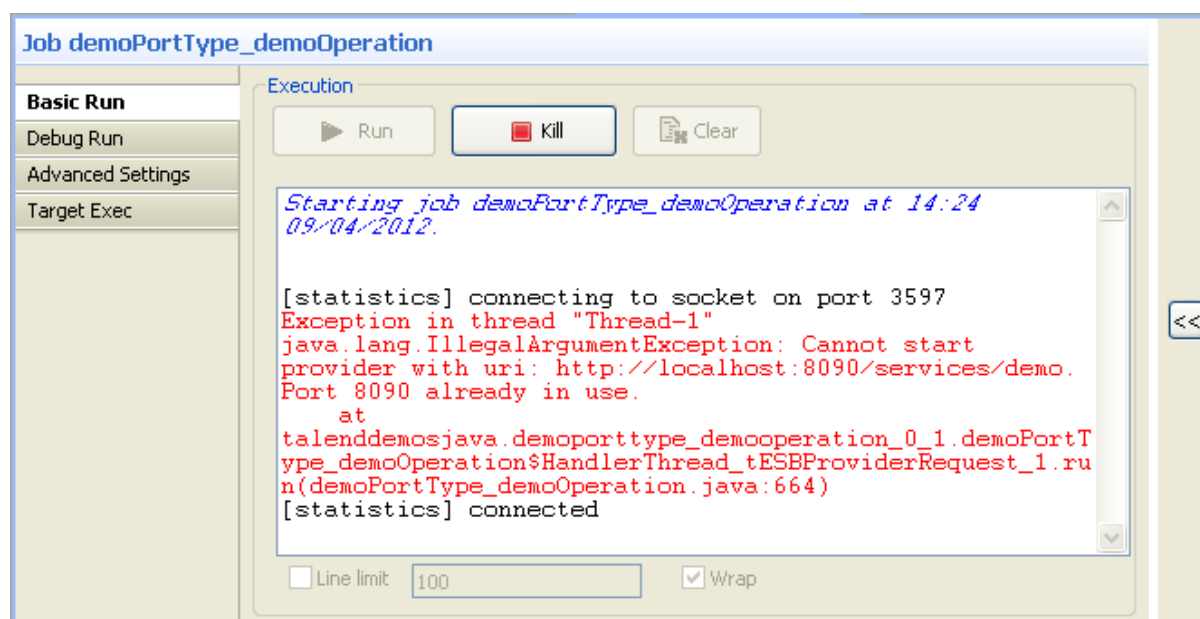 Job demoPortType_demoOperation
Basic Run
Debug Run
Advanced Settings
Target Exec
Execution
Run
Kill
Clear
Starting job demoPortType_demoOperation at 14:24
09/04/2012.
[statistics] connecting to socket on port 3597
Exception in thread "Thread-1"
java.lang.IllegalArgumentException: Cannot start
provider with uri: http://localhost:8090/services/demo.
Port 8090 already in use.
at
talenddemosjava.demoporttype_demooperation_0_1.demoPortT
ype_demoOperation$HandlerThread_tESBProviderRequest_1.ru
n(demoPortType_demoOperation.java:664)
[statistics] connected
Line limit
100
Wrap
<<